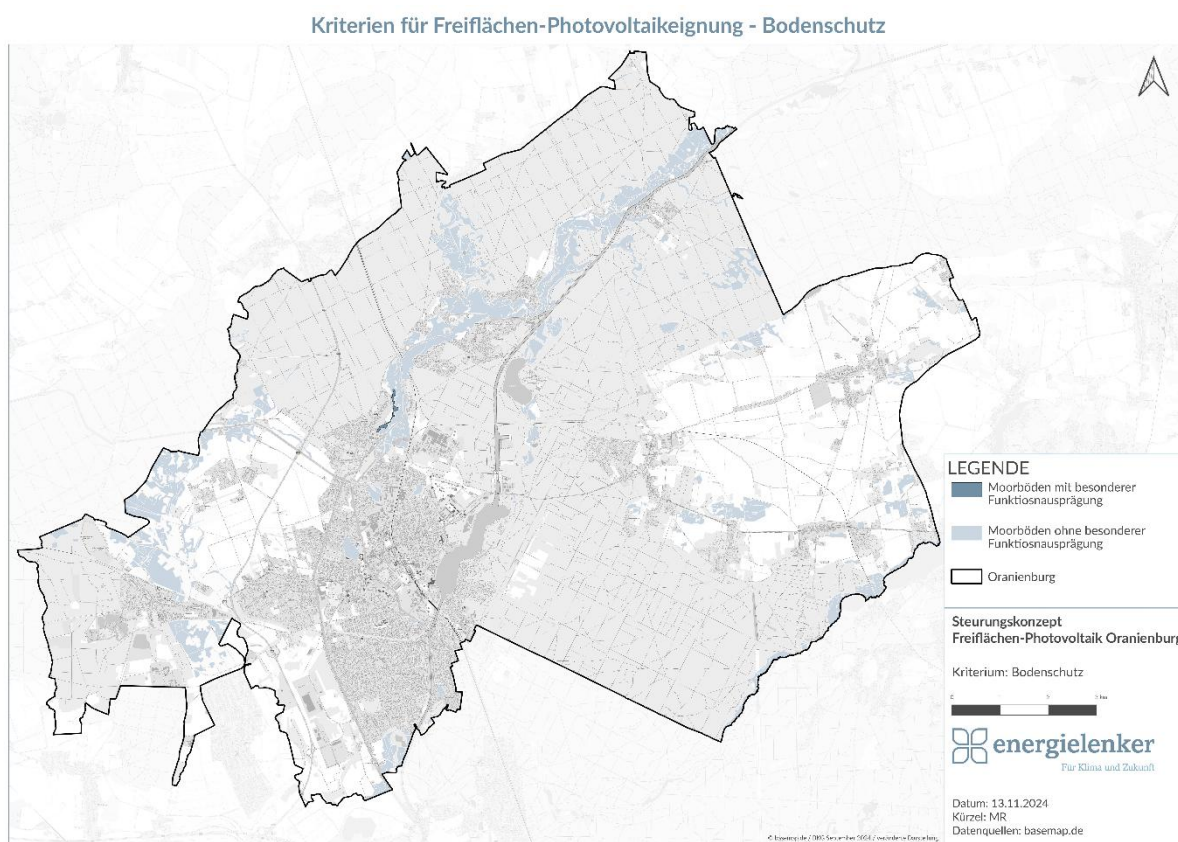 Kriterien für Freiflächen-Photovoltaikeignung - Bodenschutz
LEGENDE
Moorböden mit besonderer
Funktiosnausprägung
Moorböden ohne besonderer
Funktiosnausprägung
Oranienburg
Steurungskonzept
Freiflächen-Photovoltaik Oranienburg
Kriterium: Bodenschutz
energielenker
Für Klima und Zukunft
Datum: 13.11.2024
Kürzel: MR
Datenquellen: basemap.de